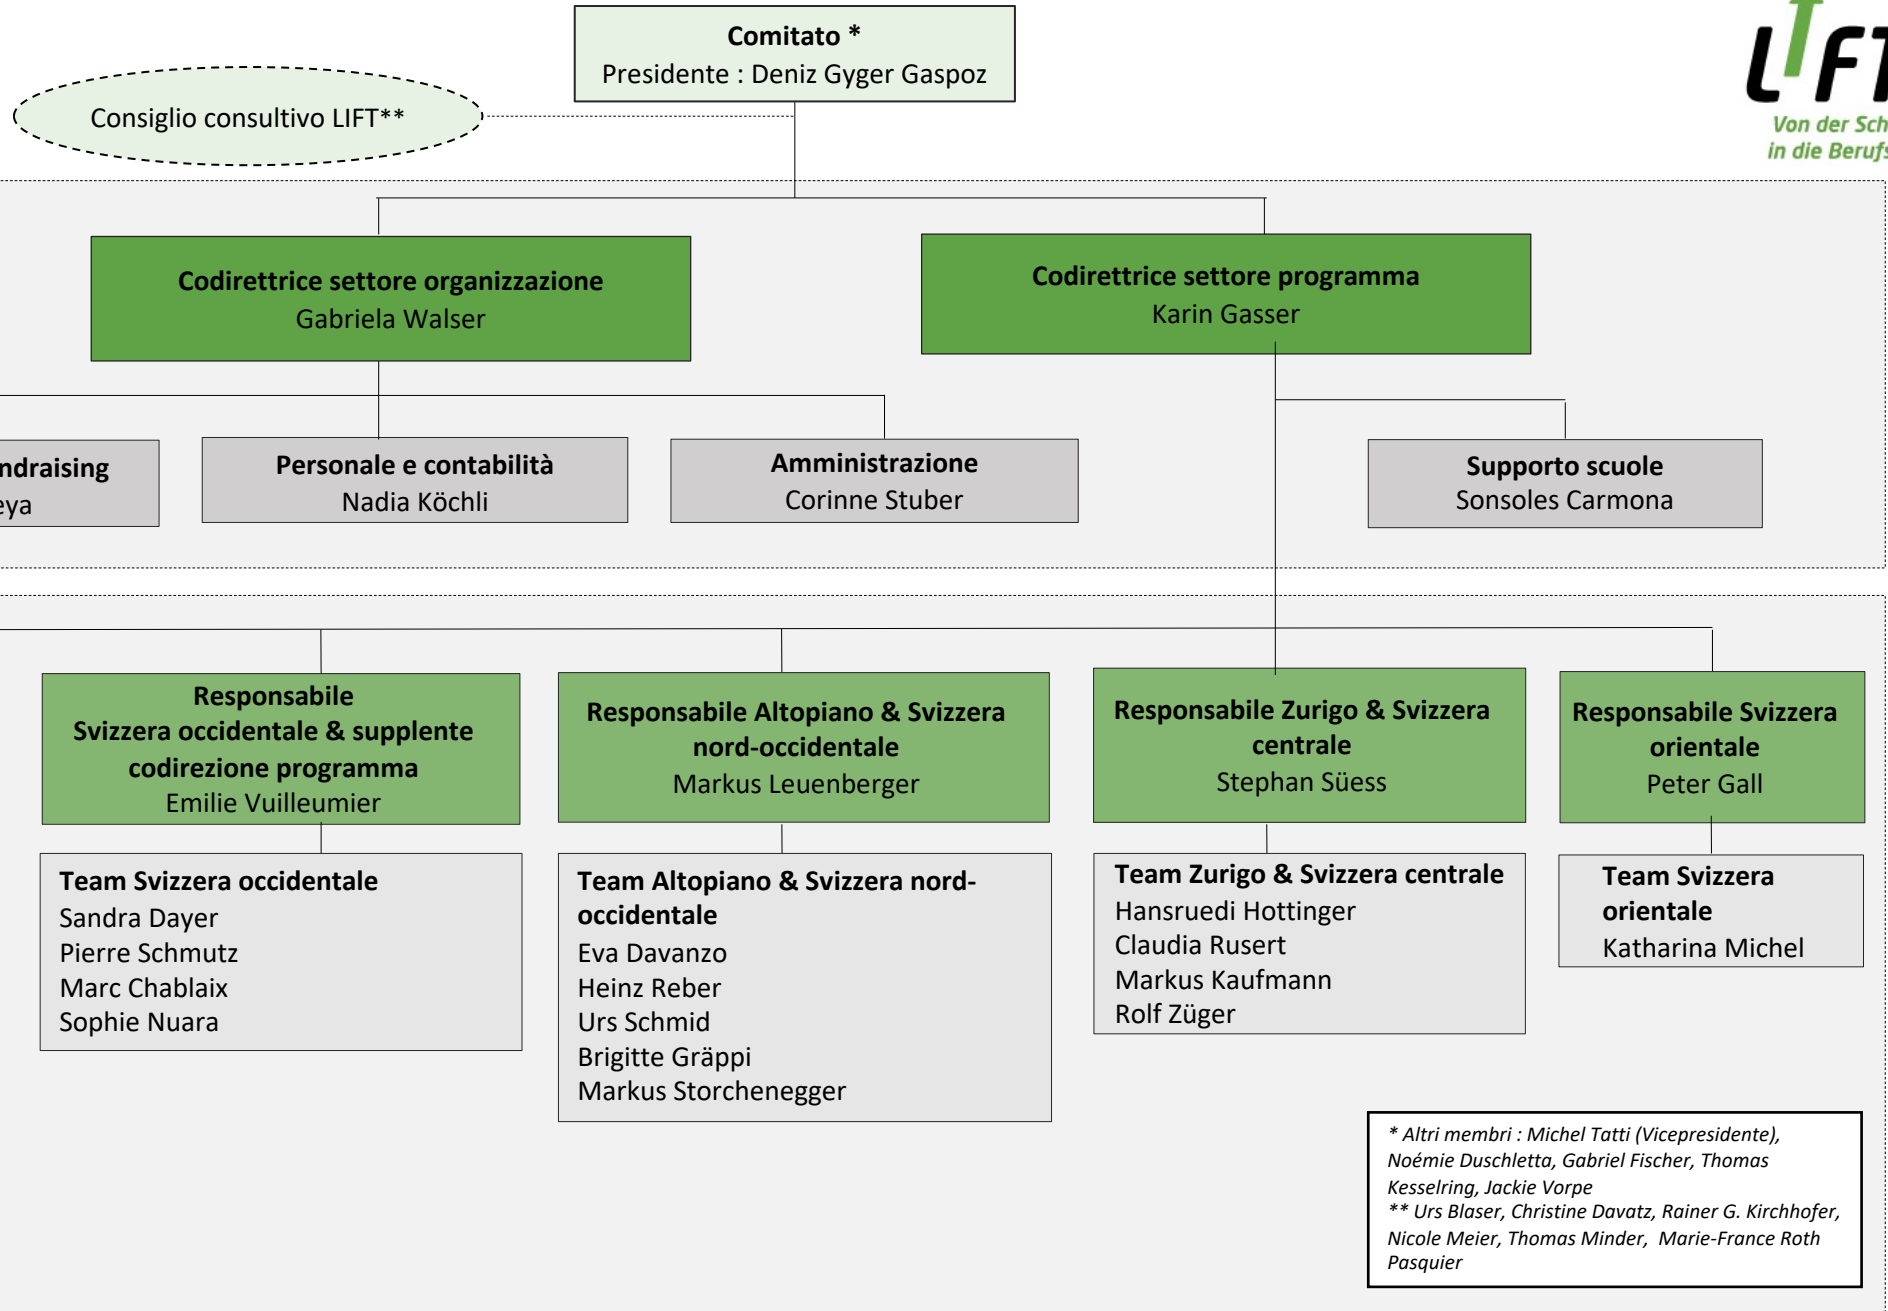 Comitato *
Presidente : Deniz Gyger Gaspoz
Consiglio consultivo LIFT**
LIFT
Von der
in die
Codirettrice settore organizzazione
Gabriela Walser
Codirettrice settore programma
Karin Gasser
Personale e contabilità
Nadia Köchli
Amministrazione
Corinne Stuber
Supporto scuole
Sonsoles Carmona
Responsabile
Svizzera occidentale & supplente
codirezione programma
Emilie Vuilleumier
Responsabile Altopiano & Svizzera
nord-occidentale
Markus Leuenberger
Responsabile Zurigo & Svizzera
centrale
Stephan Süess
Responsabile Svizzera
orientale
Peter Gall
Team Svizzera occidentale
Sandra Dayer
Pierre Schmutz
Marc Chablaix
Sophie Nuara
Team Altopiano & Svizzera nord-
occidentale
Eva Davanzo
Heinz Reber
Urs Schmid
Brigitte Gräppi
Markus Storchenegger
Team Zurigo & Svizzera centrale
Hansruedi Hottinger
Claudia Rusert
Markus Kaufmann
Rolf Züger
Team Svizzera
orientale
Katharina Michel
* Altri membri : Michel Tatti (Vicepresidente),
Noémie Duschletta, Gabriel Fischer, Thomas
Kesselring, Jackie Vorpe
** Urs Blaser, Christine Davatz, Rainer G. Kirchhofer,
Nicole Meier, Thomas Minder, Marie-France Roth
Pasquier